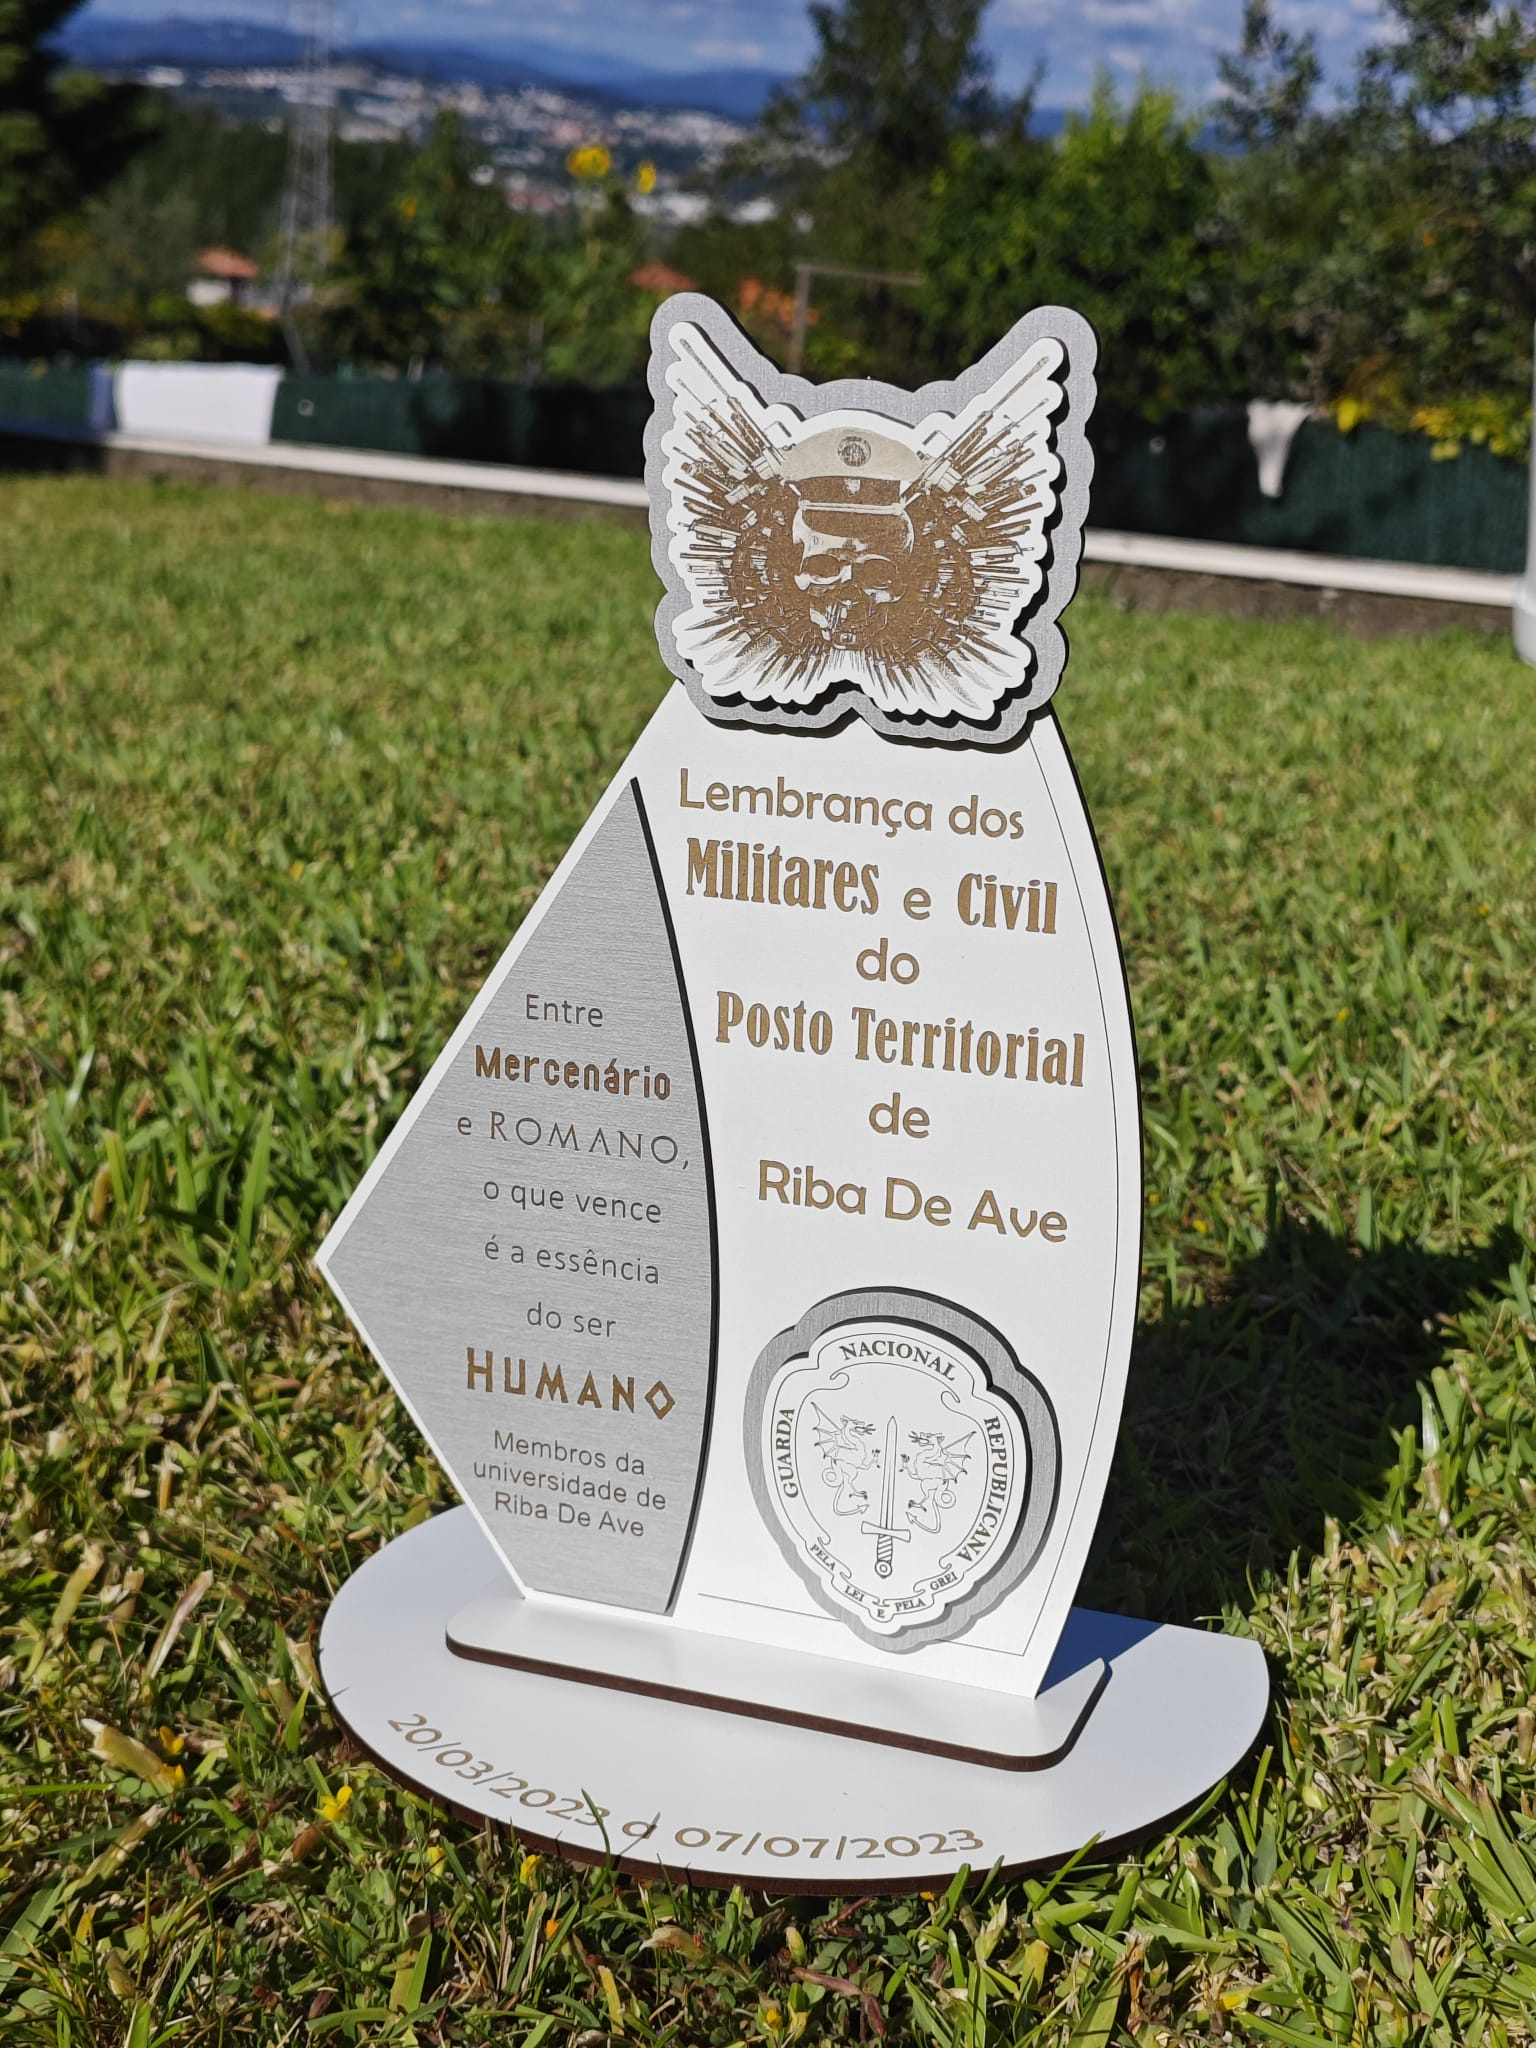 Lembrança dos
Militares e Civil
do
Posto Territorial
de
Riba De Ave
Entre
Mercenário
e ROMANO,
o que vence
é a essência
do ser
HUMANO
Membros da
universidade de
Riba De Ave
GUARDA NACIONAL REPUBLICANA
PELA LEI E PELA GREI
20/03/2023 a 07/07/2023